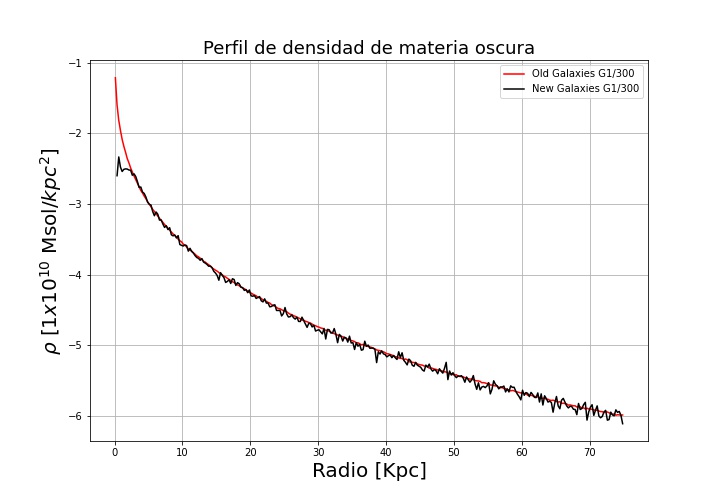 Perfil de densidad de materia oscura
Old Galaxies G1/300
New Galaxies G1/300
ρ [1x10¹⁰ Msol/kpc²]
−1
−2
−3
−4
−5
−6
0 10 20 30 40 50 60 70
Radio [Kpc]